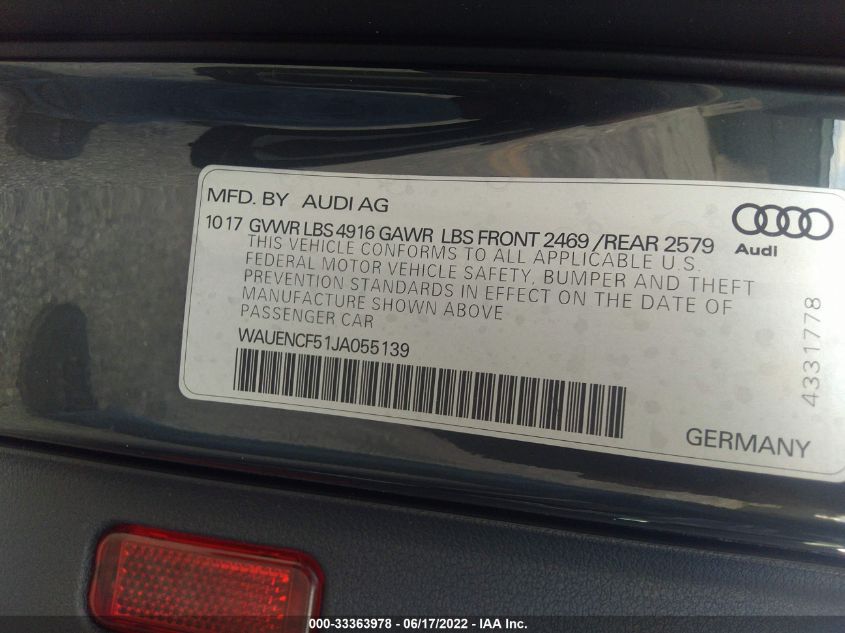 MFD. BY AUDI AG
10 17 GVWR LBS 4916 GAWR LBS FRONT 2469 /REAR 2579
THIS VEHICLE CONFORMS TO ALL APPLICABLE U.S.
FEDERAL MOTOR VEHICLE SAFETY, BUMPER AND THEFT
PREVENTION STANDARDS IN EFFECT ON THE DATE OF
MANUFACTURE SHOWN ABOVE
PASSENGER CAR
WAUENCF51JA055139
Audi
4331778
GERMANY
000-33363978 - 06/17/2022 - IAA Inc.